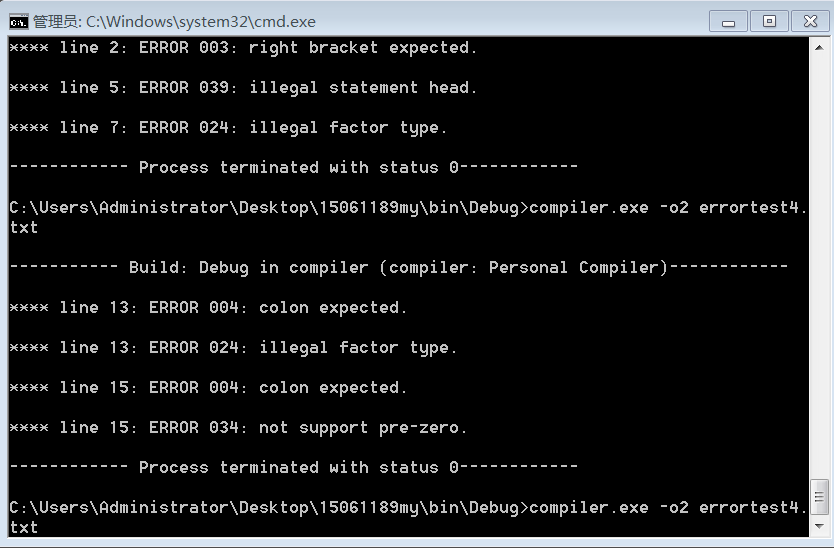 管理员: C:\Windows\system32\cmd.exe
**** line 2: ERROR 003: right bracket expected.
**** line 5: ERROR 039: illegal statement head.
**** line 7: ERROR 024: illegal factor type.
------------ Process terminated with status 0------------
C:\Users\Administrator\Desktop\15061189my\bin\Debug>compiler.exe -o2 errortest4.
txt
----------- Build: Debug in compiler (compiler: Personal Compiler)------------
**** line 13: ERROR 004: colon expected.
**** line 13: ERROR 024: illegal factor type.
**** line 15: ERROR 004: colon expected.
**** line 15: ERROR 034: not support pre-zero.
------------ Process terminated with status 0------------
C:\Users\Administrator\Desktop\15061189my\bin\Debug>compiler.exe -o2 errortest4.
txt